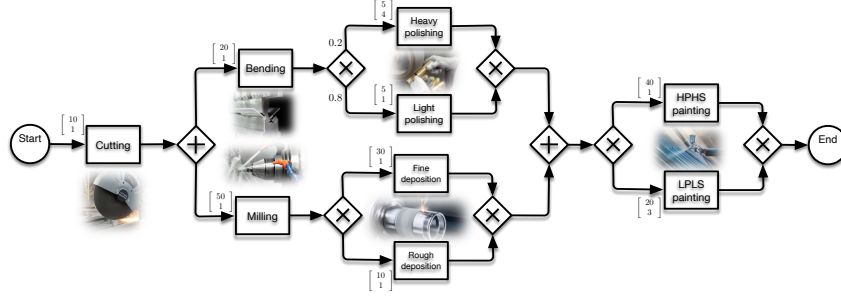 Start
[ 10
1 ]
Cutting
[ 20
1 ]
Bending
0.2
0.8
[ 5
4 ]
Heavy
polishing
[ 5
1 ]
Light
polishing
[ 50
1 ]
Milling
[ 30
1 ]
Fine
deposition
Rough
deposition
[ 10
1 ]
[ 40
1 ]
HPHS
painting
LPLS
painting
[ 20
3 ]
End